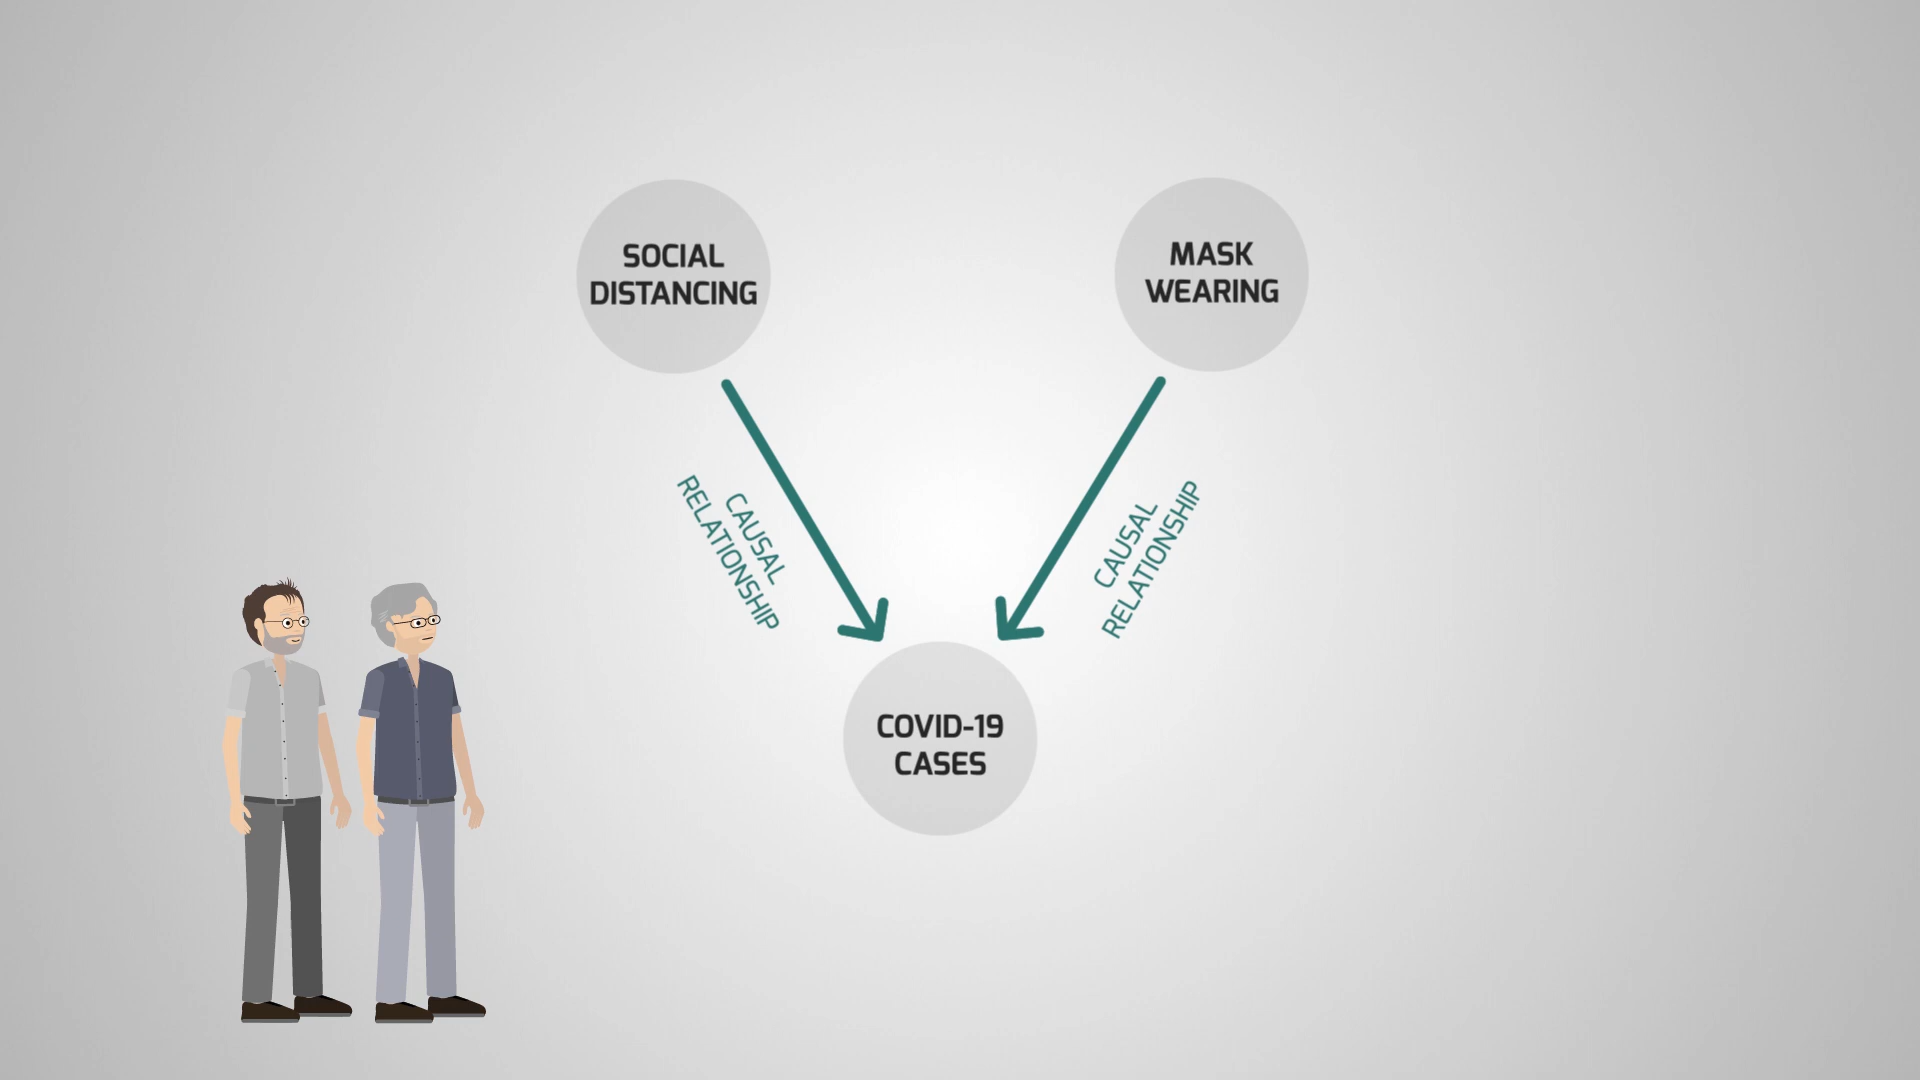 SOCIAL
DISTANCING
MASK
WEARING
CAUSAL
RELATIONSHIP
CAUSAL
RELATIONSHIP
COVID-19
CASES